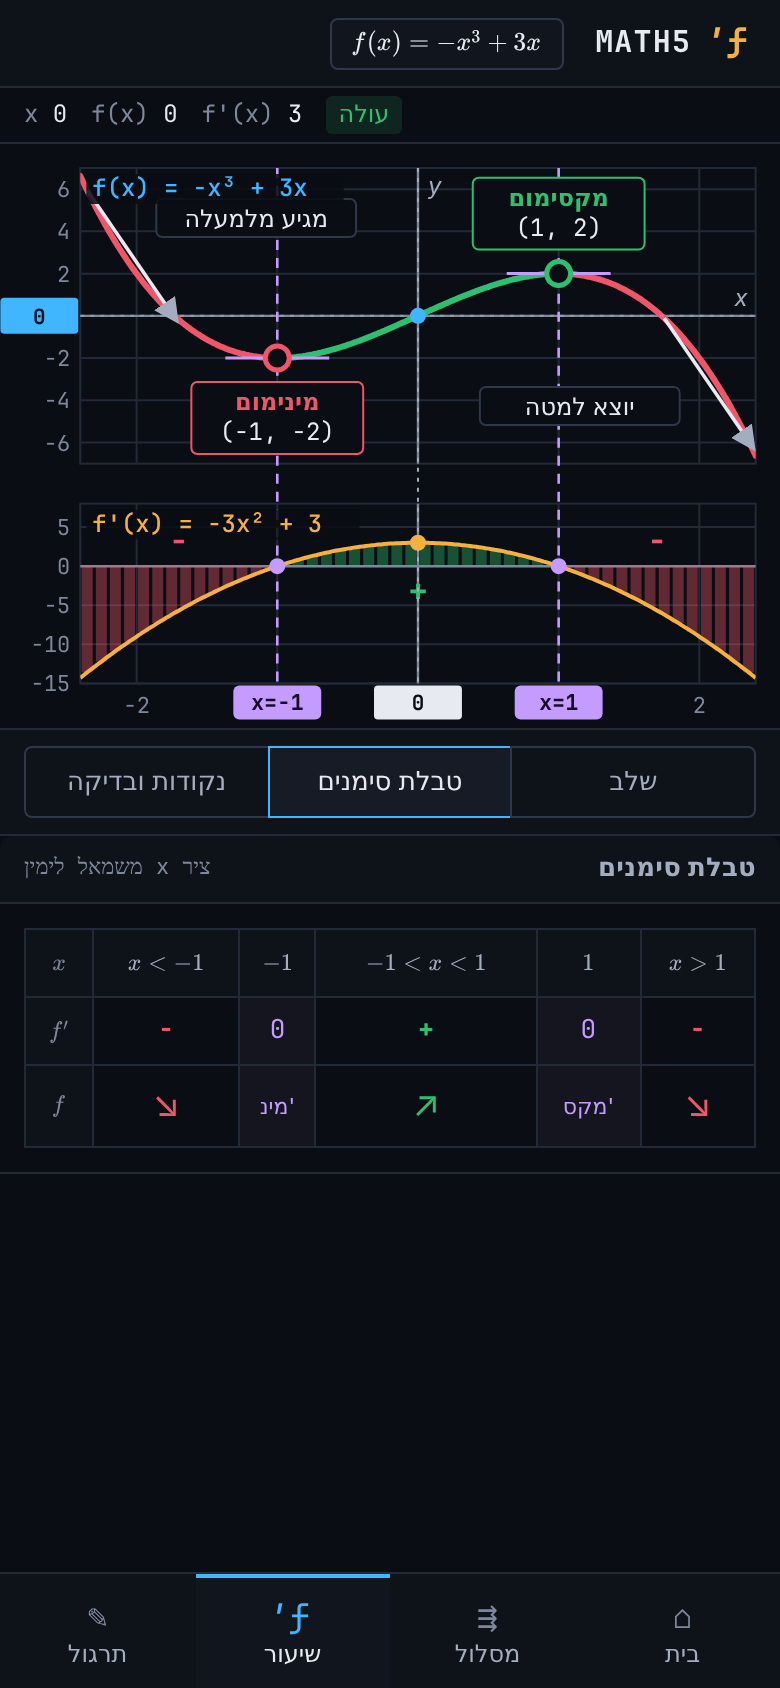 MATH5 f'
f(x) = −x³ + 3x
x 0 f(x) 0 f'(x) 3 עולה
f(x) = -x³ + 3x
y
מגיע מלמעלה
מקסימום
(1, 2)
6
4
2
0
-2
-4
-6
x
מינימום
(-1, -2)
יוצא למטה
f'(x) = -3x² + 3
-
-
+
5
0
-5
-10
-15
-2
x=-1
0
x=1
2
שלב
טבלת סימנים
נקודות ובדיקה
טבלת סימנים
ציר x משמאל לימין
x x < −1 −1 −1 < x < 1 1 x > 1
f′ - 0 + 0 -
f ↘ מינ' ↗ מקס' ↘
בית
מסלול
f'
שיעור
תרגול